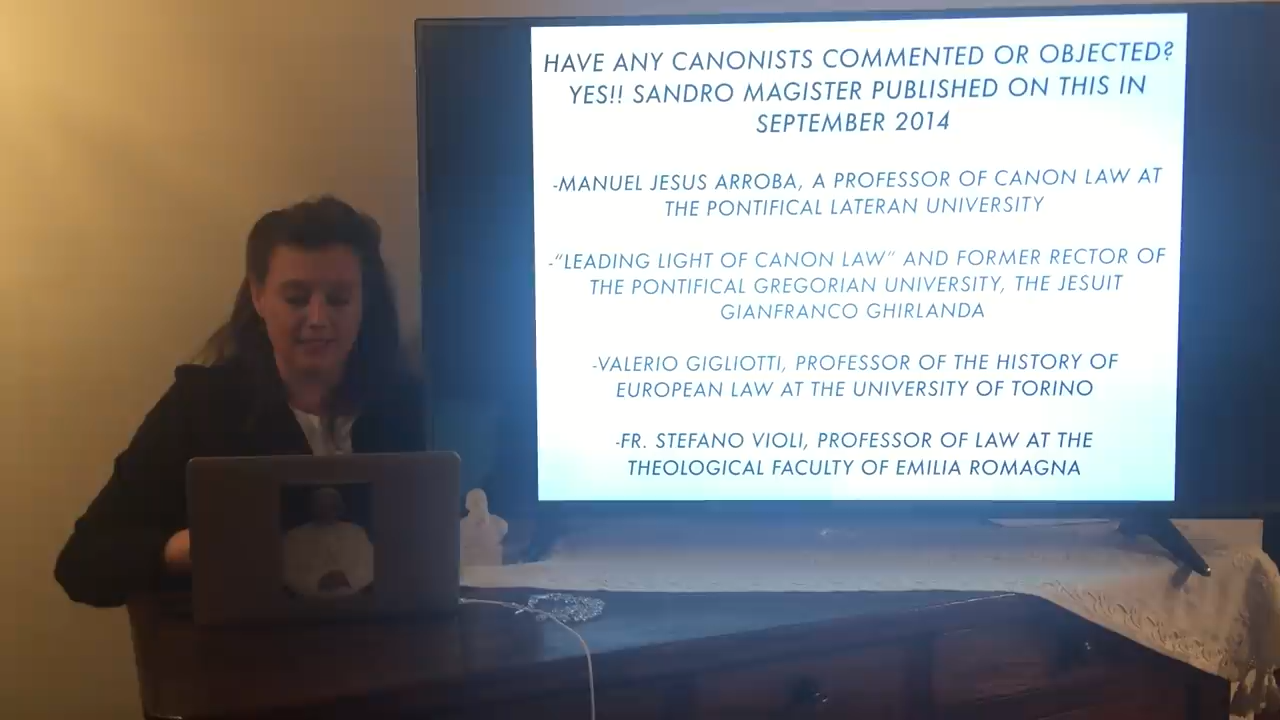 HAVE ANY CANONISTS COMMENTED OR OBJECTED?
YES!! SANDRO MAGISTER PUBLISHED ON THIS IN
SEPTEMBER 2014
-MANUEL JESUS ARROBA, A PROFESSOR OF CANON LAW AT
THE PONTIFICAL LATERAN UNIVERSITY
-"LEADING LIGHT OF CANON LAW" AND FORMER RECTOR OF
THE PONTIFICAL GREGORIAN UNIVERSITY, THE JESUIT
GIANFRANCO GHIRLANDA
-VALERIO GIGLIOTTI, PROFESSOR OF THE HISTORY OF
EUROPEAN LAW AT THE UNIVERSITY OF TORINO
-FR. STEFANO VIOLI, PROFESSOR OF LAW AT THE
THEOLOGICAL FACULTY OF EMILIA ROMAGNA